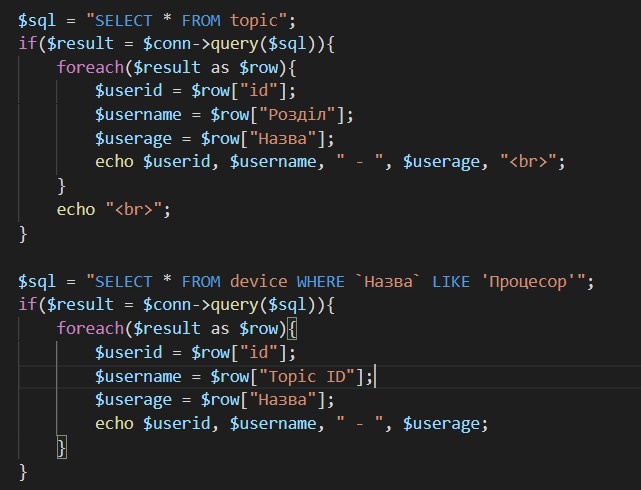 $sql = "SELECT * FROM topic";
if($result = $conn->query($sql)){
    foreach($result as $row){
        $userid = $row["id"];
        $username = $row["Розділ"];
        $userage = $row["Назва"];
        echo $userid, $username, " - ", $userage, "<br>";
    }
    echo "<br>";
}

$sql = "SELECT * FROM device WHERE `Назва` LIKE 'Процесор'";
if($result = $conn->query($sql)){
    foreach($result as $row){
        $userid = $row["id"];
        $username = $row["Topic ID"];
        $userage = $row["Назва"];
        echo $userid, $username, " - ", $userage;
    }
}